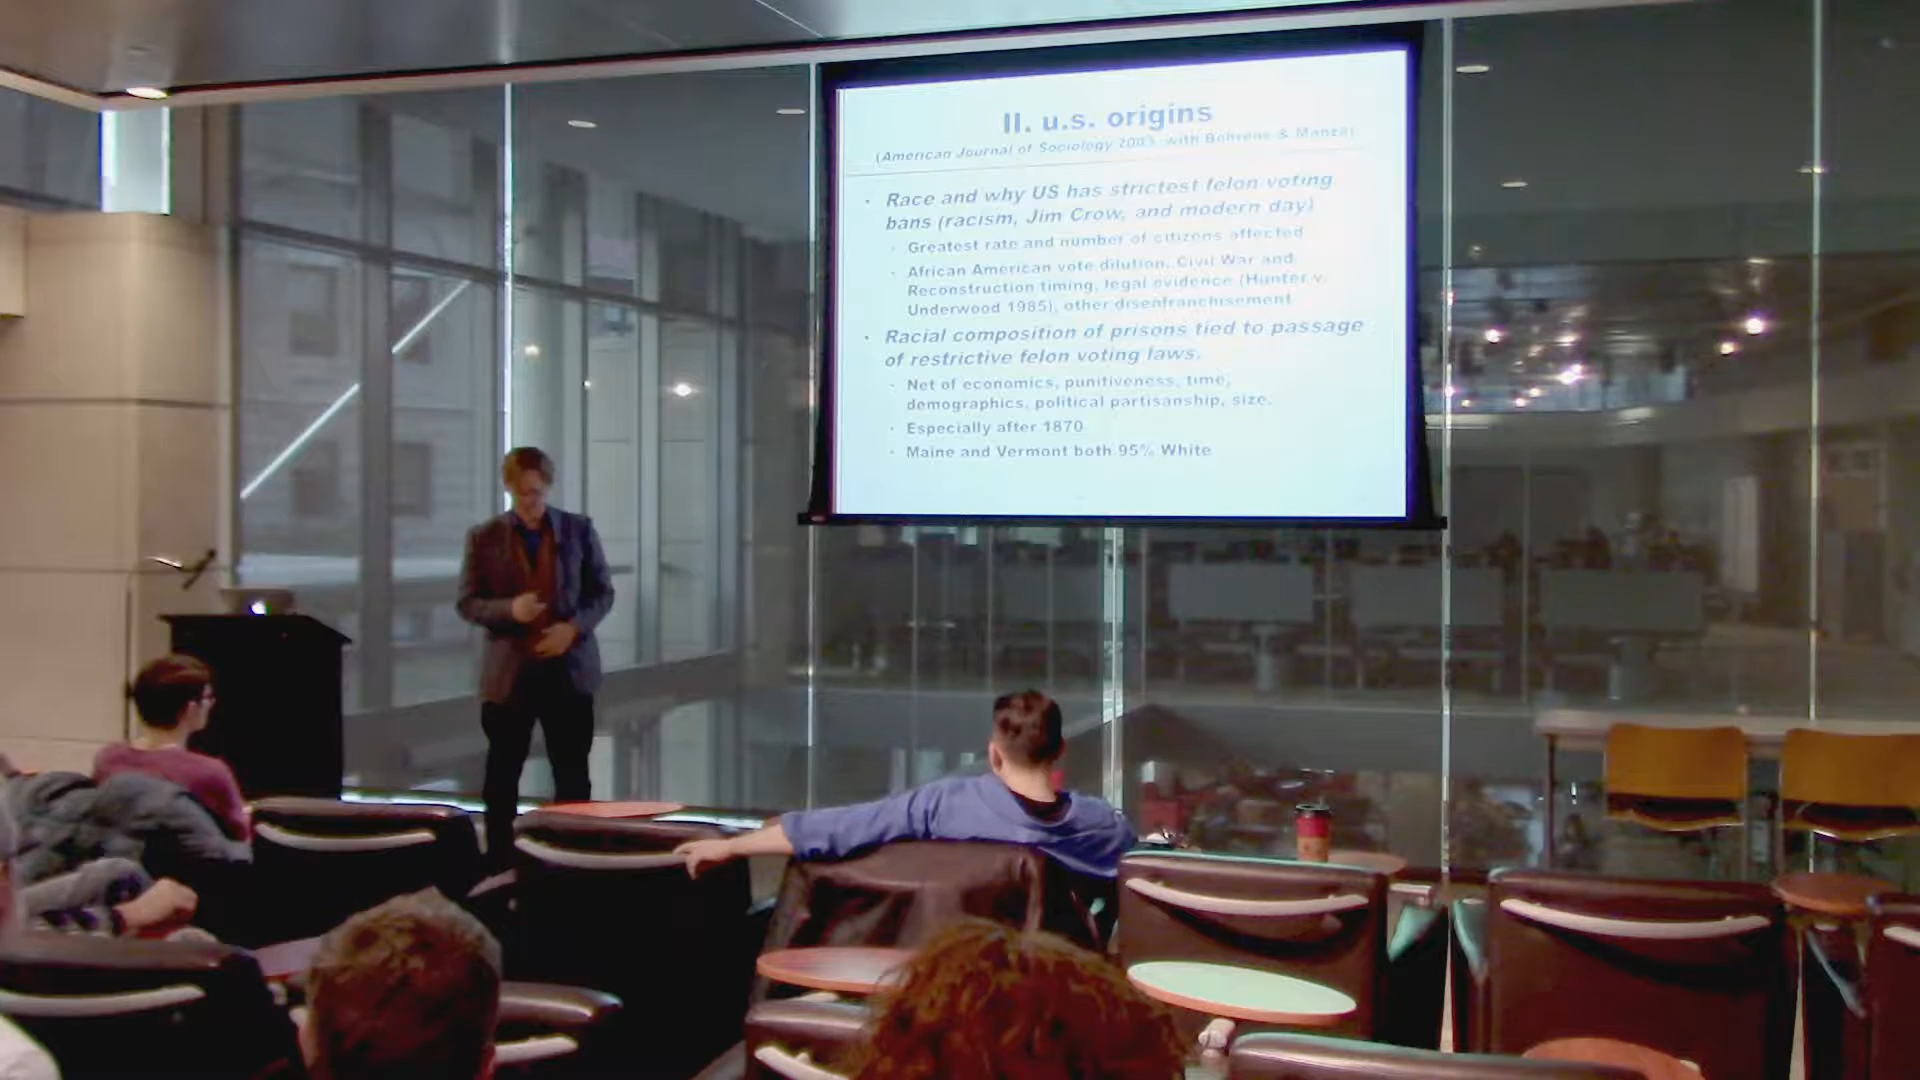 II. u.s. origins
(American Journal of Sociology 2003, with Behrens & Manza)
• Race and why US has strictest felon voting
bans (racism, Jim Crow, and modern day)
• Greatest rate and number of citizens affected
• African American vote dilution, Civil War and
Reconstruction timing, legal evidence (Hunter v.
Underwood 1985), other disenfranchisement
• Racial composition of prisons tied to passage
of restrictive felon voting laws.
• Net of economics, punitiveness, time,
demographics, political partisanship, size.
• Especially after 1870
• Maine and Vermont both 95% White